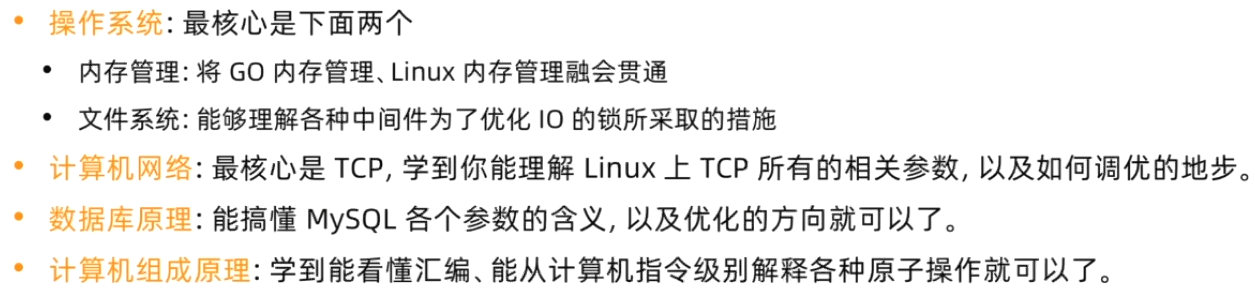 • 操作系统：最核心是下面两个
• 内存管理：将 GO 内存管理、Linux 内存管理融会贯通
• 文件系统：能够理解各种中间件为了优化 IO 的锁所采取的措施
• 计算机网络：最核心是 TCP，学到你能理解 Linux 上 TCP 所有的相关参数，以及如何调优的地步。
• 数据库原理：能搞懂 MySQL 各个参数的含义，以及优化的方向就可以了。
• 计算机组成原理：学到能看懂汇编、能从计算机指令级别解释各种原子操作就可以了。